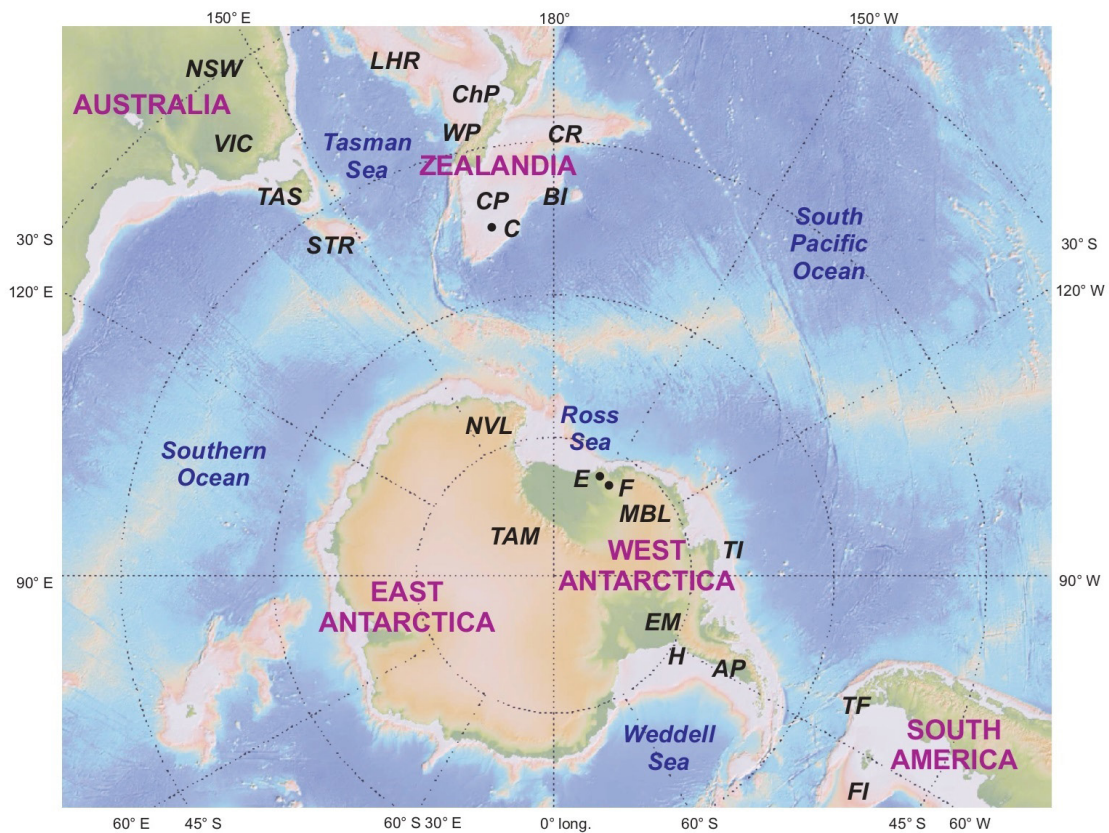 150° E
180°
150° W
NSW
LHR
AUSTRALIA
ChP
VIC
Tasman
Sea
WP
CR
ZEALANDIA
TAS
CP
BI
C
STR
South
Pacific
Ocean
30° S
30° S
120° E
120° W
NVL
Ross
Sea
Southern
Ocean
E
F
MBL
TAM
WEST
ANTARCTICA
TI
90° E
90° W
EAST
ANTARCTICA
EM
H
AP
TF
Weddell
Sea
SOUTH
AMERICA
FI
60° E
45° S
60° S
30° E
0° long.
60° S
45° S
60° W